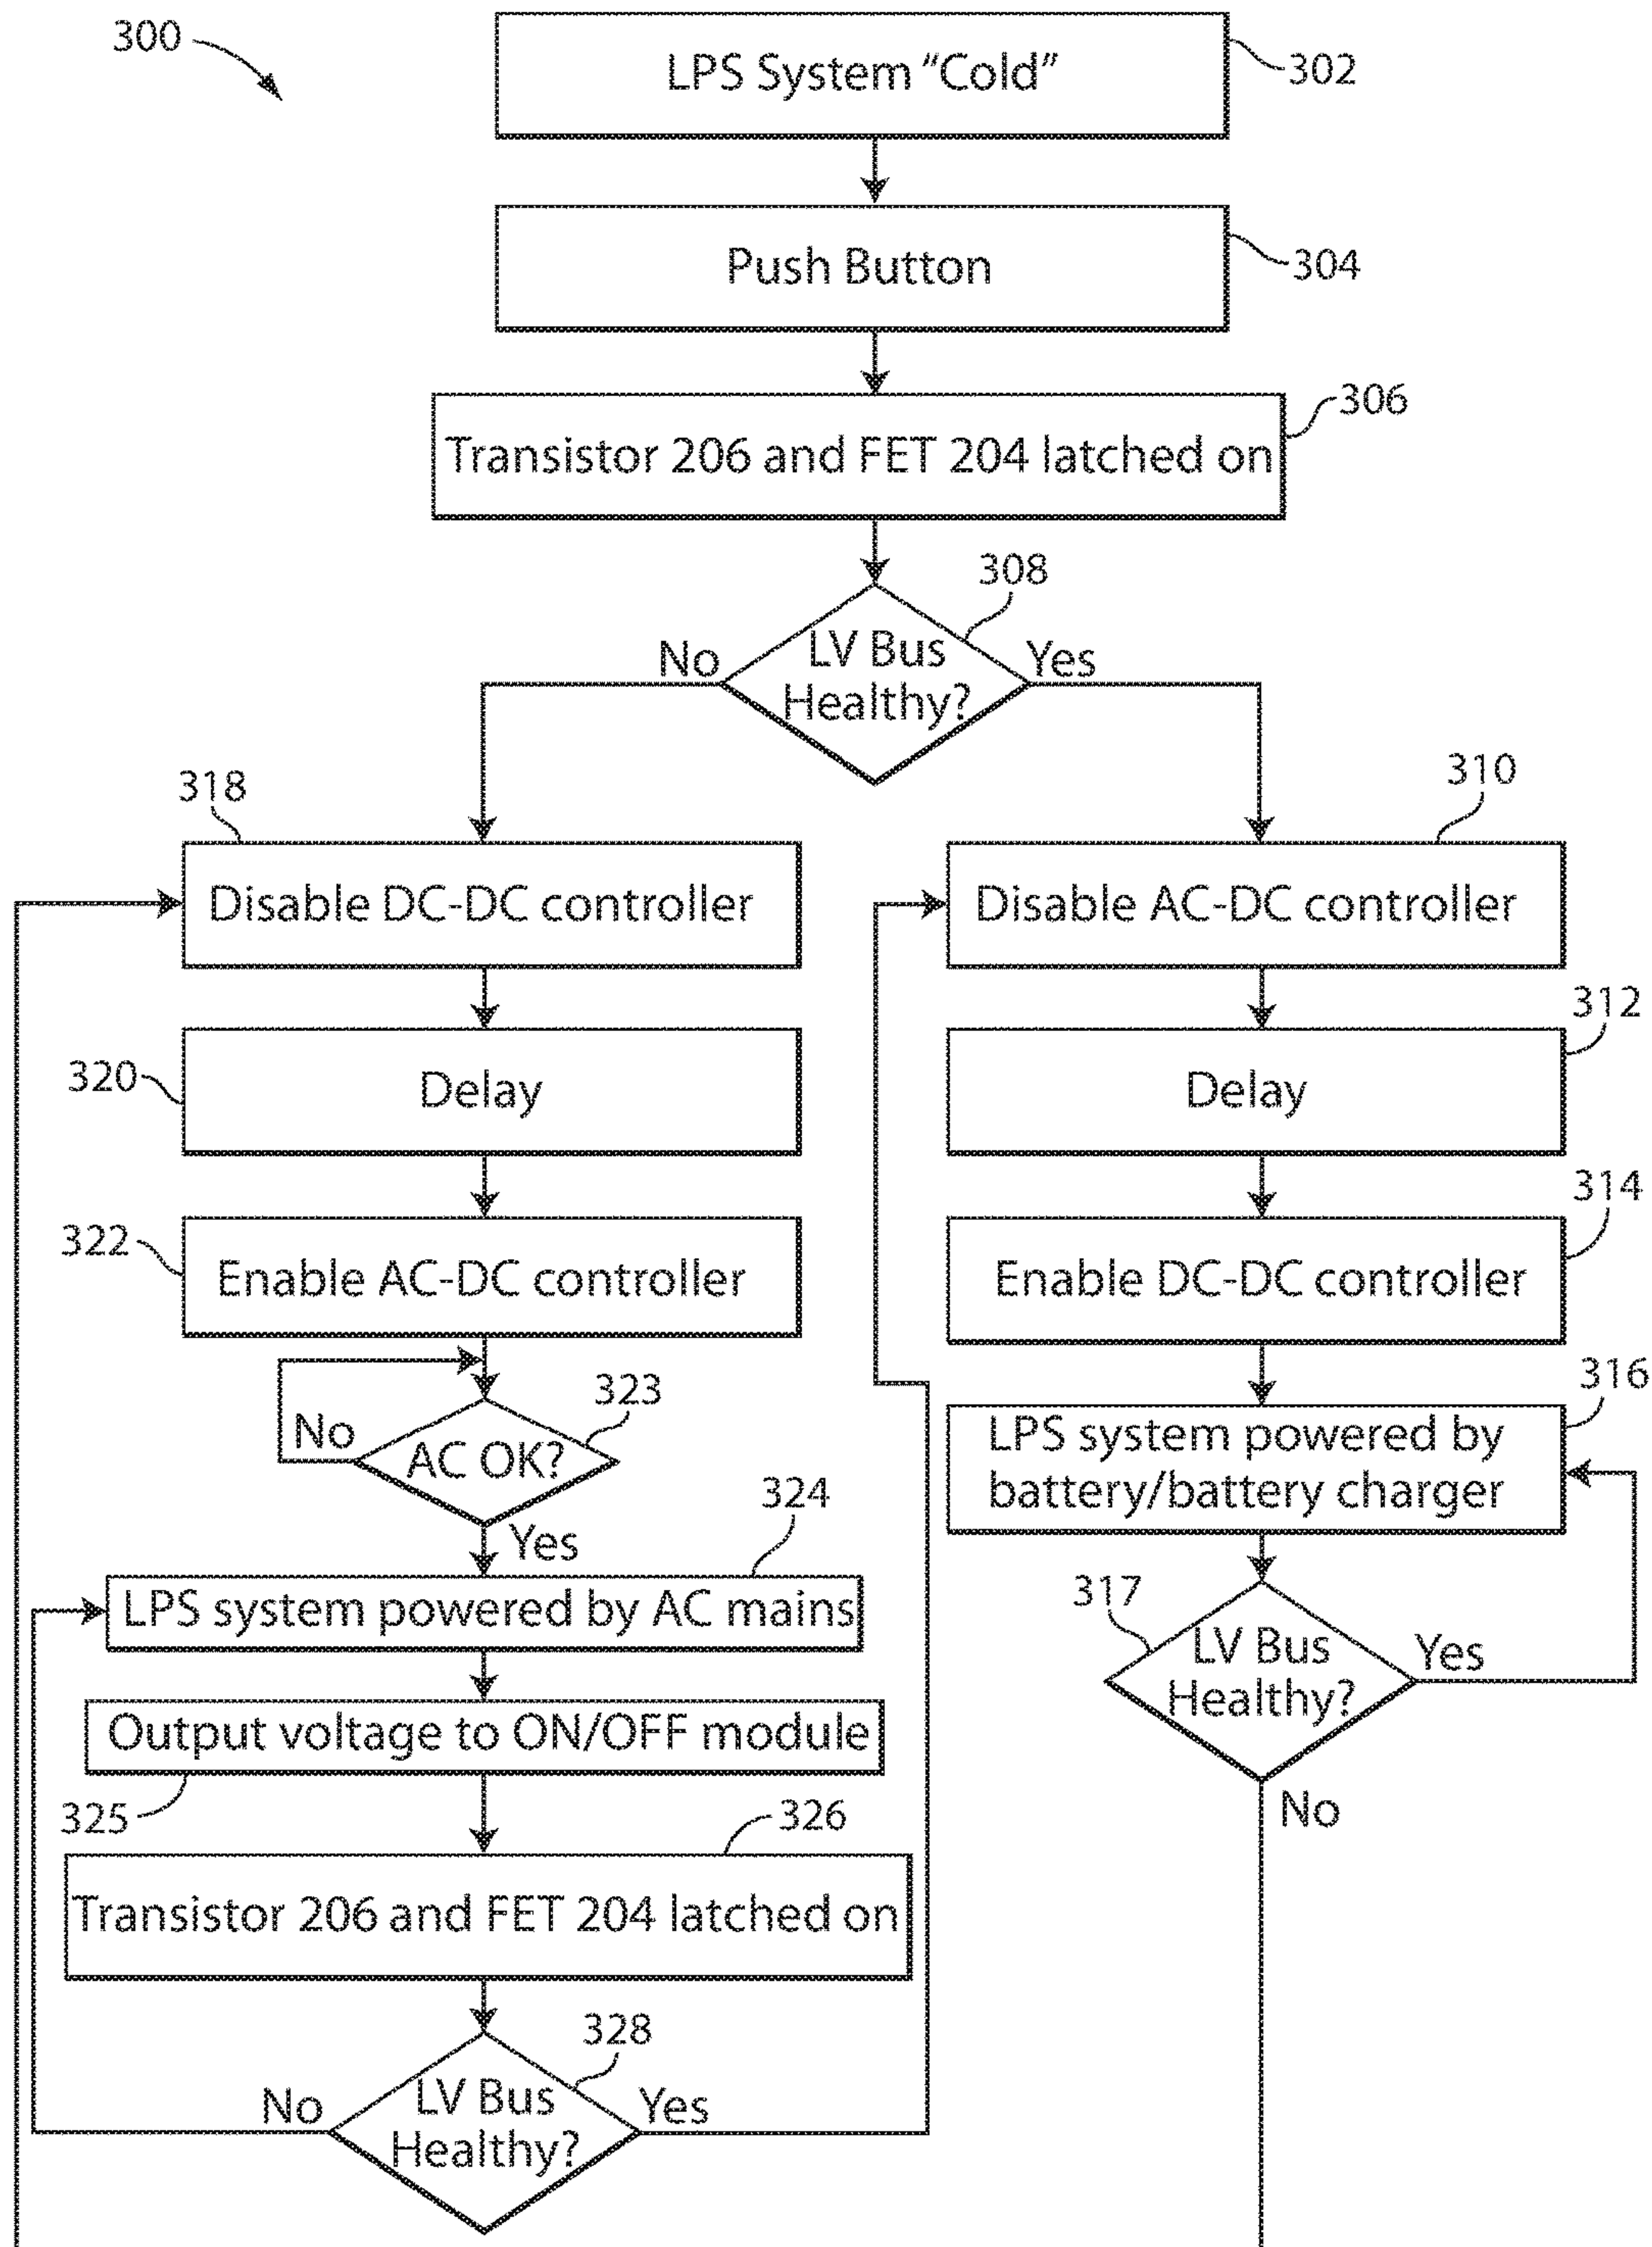 300
LPS System "Cold"
302
Push Button
304
306
Transistor 206 and FET 204 latched on
308
No
LV Bus
Healthy?
Yes
318
310
Disable DC-DC controller
Disable AC-DC controller
312
320
Delay
Delay
314
322
Enable AC-DC controller
Enable DC-DC controller
316
323
No
AC OK?
LPS system powered by
battery/battery charger
324
Yes
317
LPS system powered by AC mains
LV Bus
Healthy?
Yes
Output voltage to ON/OFF module
325
326
No
Transistor 206 and FET 204 latched on
328
No
LV Bus
Healthy?
Yes